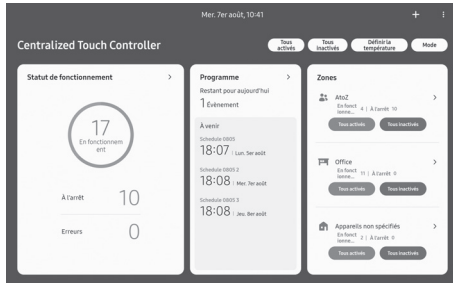 Mer. 7er août, 10:41
Centralized Touch Controller
Tous activés
Tous inactivés
Définir la température
Mode
Statut de fonctionnement
17
En fonctionnem
ent
À l'arrêt 10
Erreurs 0
Programme
Restant pour aujourd'hui
1 Évènement
À venir
Schedule 0805
18:07 | Lun. 5er août
Schedule 0805 2
18:08 | Mer. 7er août
Schedule 0805 3
18:08 | Jeu. 8er août
Zones
AtoZ
En fonct
ionne... 4 | À l'arrêt 10
Tous activés
Tous inactivés
Office
En fonct
ionne... 11 | À l'arrêt 0
Tous activés
Tous inactivés
Appareils non spécifiés
En fonct
ionne... 2 | À l'arrêt 0
Tous activés
Tous inactivés